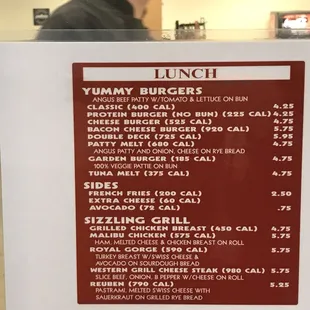 LUNCH
YUMMY BURGERS
ANGUS BEEF PATTY W/TOMATO & LETTUCE ON BUN
CLASSIC (400 CAL) 4.25
PROTEIN BURGER (NO BUN) (225 CAL) 4.25
CHEESE BURGER (525 CAL) 4.75
BACON CHEESE BURGER (920 CAL) 5.75
DOUBLE DECK (725 CAL) 5.95
PATTY MELT (680 CAL) 4.75
ANGUS PATTY AND ONION, CHEESE ON RYE BREAD
GARDEN BURGER (185 CAL) 4.75
100% VEGGIE PATTIE ON BUN
TUNA MELT (375 CAL) 4.75
SIDES
FRENCH FRIES (200 CAL) 2.50
EXTRA CHEESE (60 CAL)
AVOCADO (72 CAL) .75
SIZZLING GRILL
GRILLED CHICKEN BREAST (450 CAL) 4.75
MALIBU CHICKEN (575 CAL) 5.75
HAM, MELTED CHEESE & CHICKEN BREAST ON ROLL
ROYAL GORGE (590 CAL) 5.75
TURKEY BREAST W/SWISS CHEESE &
AVOCADO ON SOURDOUGH BREAD
WESTERN GRILL CHEESE STEAK (980 CAL) 5.75
SLICE BEEF, ONION, B PEPPER W/CHEESE ON ROLL
REUBEN (790 CAL) 5.25
PASTRAMI, MELTED SWISS CHEESE WITH
SAUERKRAUT ON GRILLED RYE BREAD